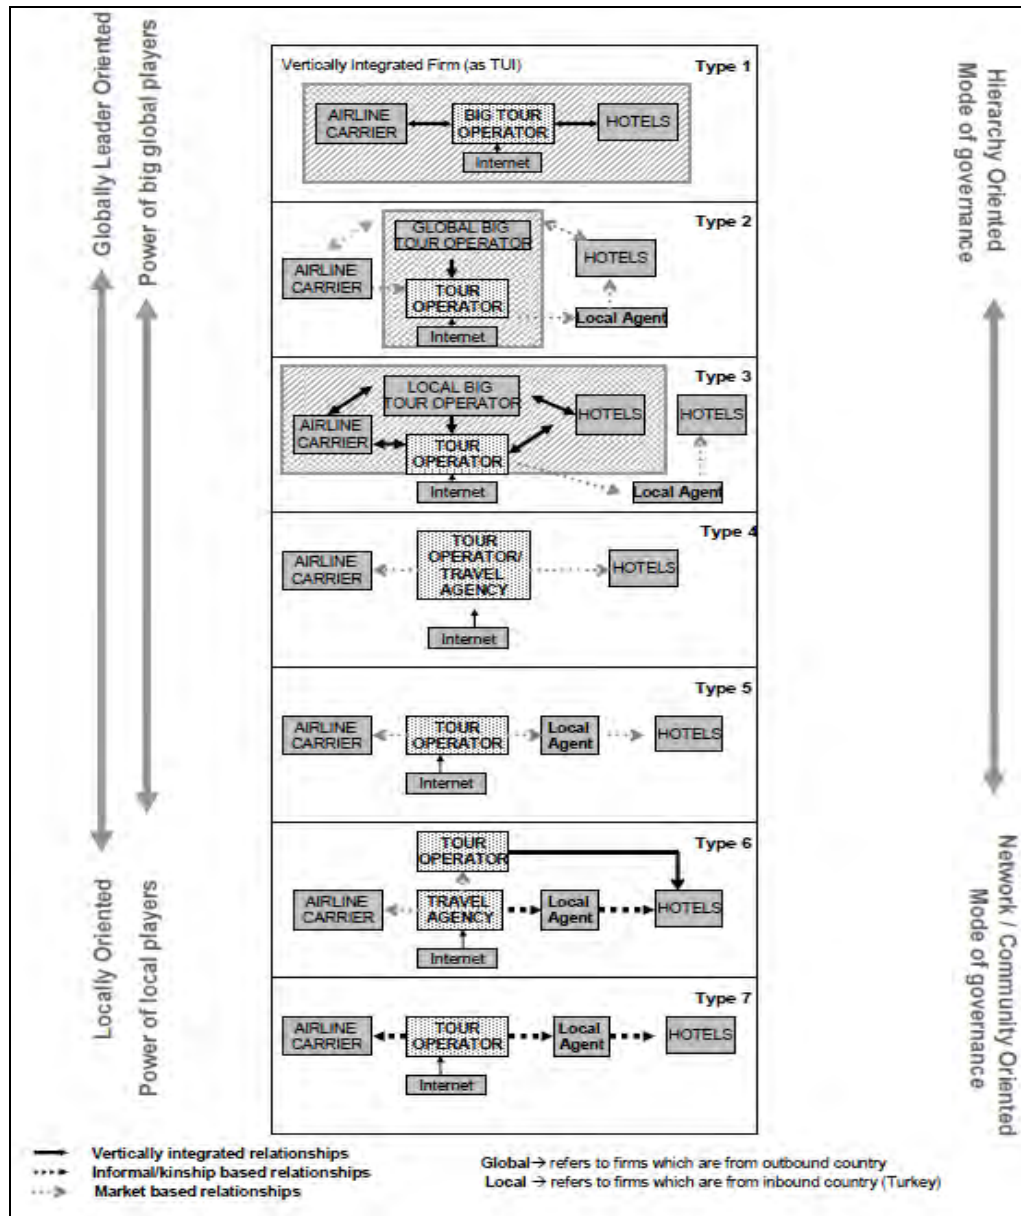 Globally Leader Oriented
Power of big global players
Locally Oriented
Power of local players
Vertically Integrated Firm (as TUI)
Type 1
AIRLINE
CARRIER
BIG TOUR
OPERATOR
HOTELS
Internet
Type 2
GLOBAL BIG
TOUR OPERATOR
AIRLINE
CARRIER
HOTELS
TOUR
OPERATOR
Local Agent
Internet
Type 3
LOCAL BIG
TOUR OPERATOR
AIRLINE
CARRIER
HOTELS
HOTELS
TOUR
OPERATOR
Internet
Local Agent
Type 4
AIRLINE
CARRIER
TOUR
OPERATOR/
TRAVEL
AGENCY
HOTELS
Internet
Type 5
AIRLINE
CARRIER
TOUR
OPERATOR
Local
Agent
HOTELS
Internet
Type 6
TOUR
OPERATOR
AIRLINE
CARRIER
TRAVEL
AGENCY
Local
Agent
HOTELS
Internet
Type 7
AIRLINE
CARRIER
TOUR
OPERATOR
Local
Agent
HOTELS
Internet
Hierarchy Oriented
Mode of governance
Network / Community Oriented
Mode of governance
Vertically integrated relationships
Informal/kinship based relationships
Market based relationships
Global→ refers to firms which are from outbound country
Local → refers to firms which are from inbound country (Turkey)